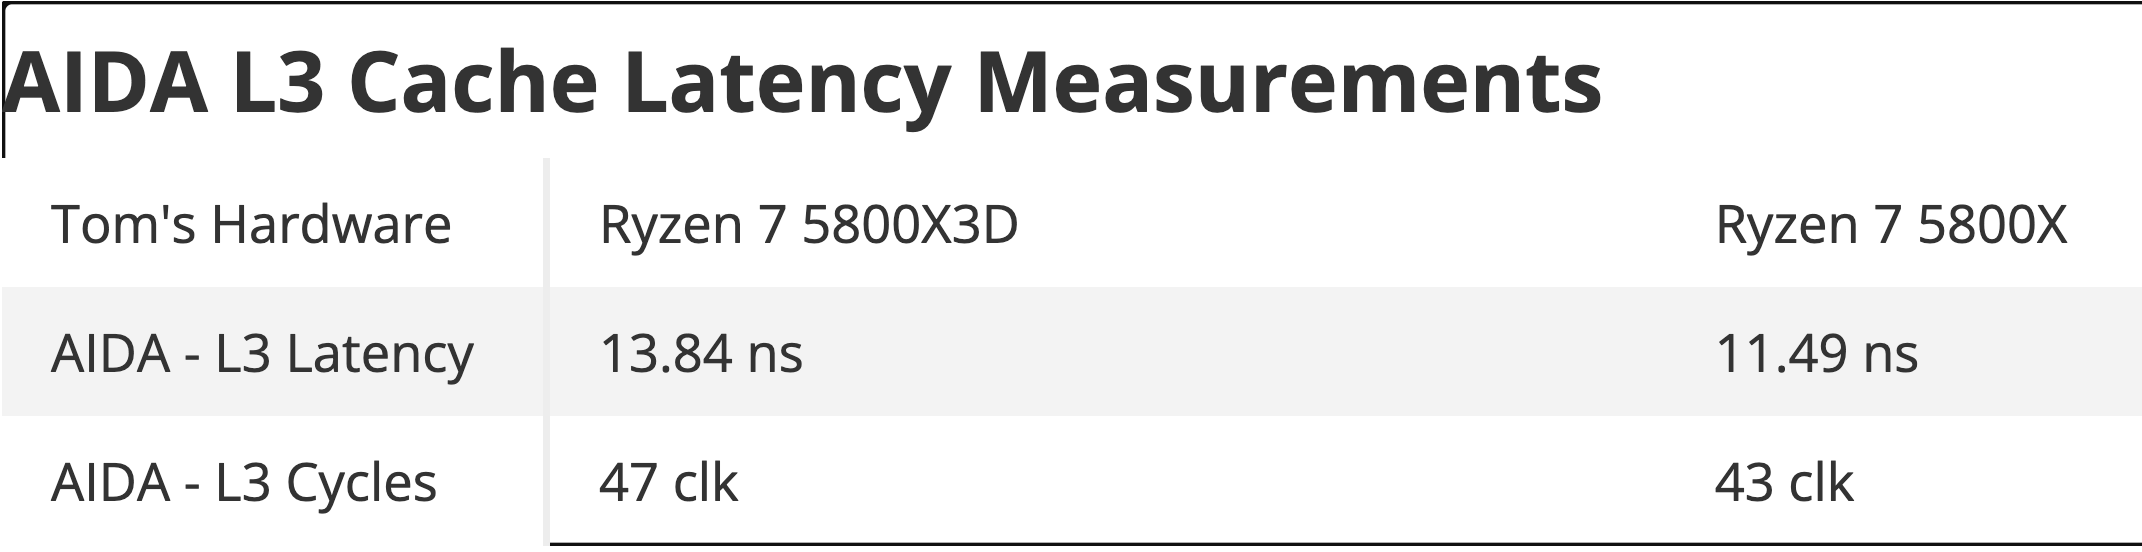 AIDA L3 Cache Latency Measurements
Tom's Hardware Ryzen 7 5800X3D Ryzen 7 5800X
AIDA - L3 Latency 13.84 ns 11.49 ns
AIDA - L3 Cycles 47 clk 43 clk